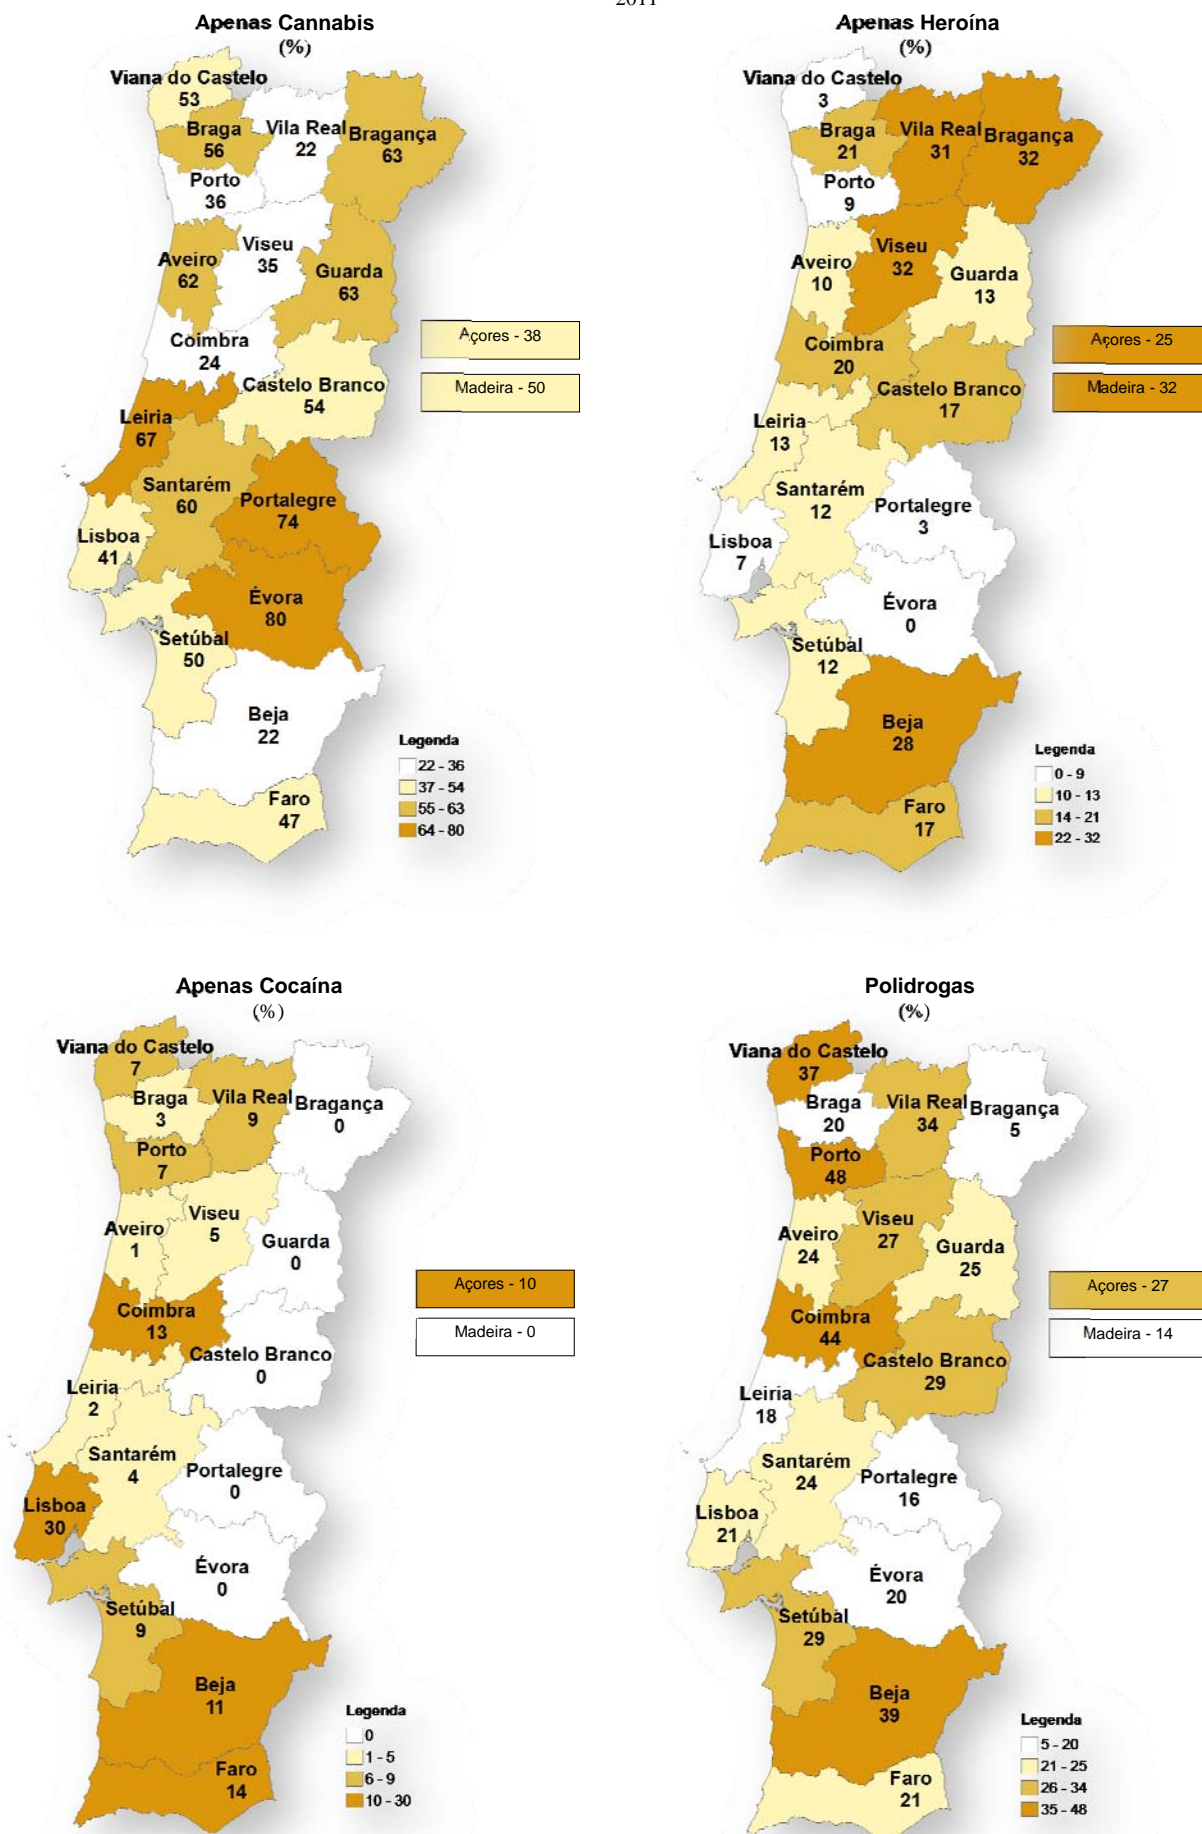 2011
Apenas Cannabis
(%)
Viana do Castelo
53
Braga
56
Vila Real
22
Bragança
63
Porto
36
Viseu
35
Aveiro
62
Guarda
63
Coimbra
24
Castelo Branco
54
Leiria
67
Santarém
60
Portalegre
74
Lisboa
41
Évora
80
Setúbal
50
Beja
22
Faro
47
Açores - 38
Madeira - 50
Legenda
22 - 36
37 - 54
55 - 63
64 - 80
Apenas Heroína
(%)
Viana do Castelo
3
Braga
21
Vila Real
31
Bragança
32
Porto
9
Viseu
32
Aveiro
10
Guarda
13
Coimbra
20
Castelo Branco
17
Leiria
13
Santarém
12
Portalegre
3
Lisboa
7
Évora
0
Setúbal
12
Beja
28
Faro
17
Açores - 25
Madeira - 32
Legenda
0 - 9
10 - 13
14 - 21
22 - 32
Apenas Cocaína
(%)
Viana do Castelo
7
Braga
3
Vila Real
9
Bragança
0
Porto
7
Viseu
5
Aveiro
1
Guarda
0
Coimbra
13
Castelo Branco
0
Leiria
2
Santarém
4
Portalegre
0
Lisboa
30
Évora
0
Setúbal
9
Beja
11
Faro
14
Açores - 10
Madeira - 0
Legenda
0
1 - 5
6 - 9
10 - 30
Polidrogas
(%)
Viana do Castelo
37
Braga
20
Vila Real
34
Bragança
5
Porto
48
Viseu
27
Aveiro
24
Guarda
25
Coimbra
44
Castelo Branco
29
Leiria
18
Santarém
24
Portalegre
16
Lisboa
21
Évora
20
Setúbal
29
Beja
39
Faro
21
Açores - 27
Madeira - 14
Legenda
5 - 20
21 - 25
26 - 34
35 - 48